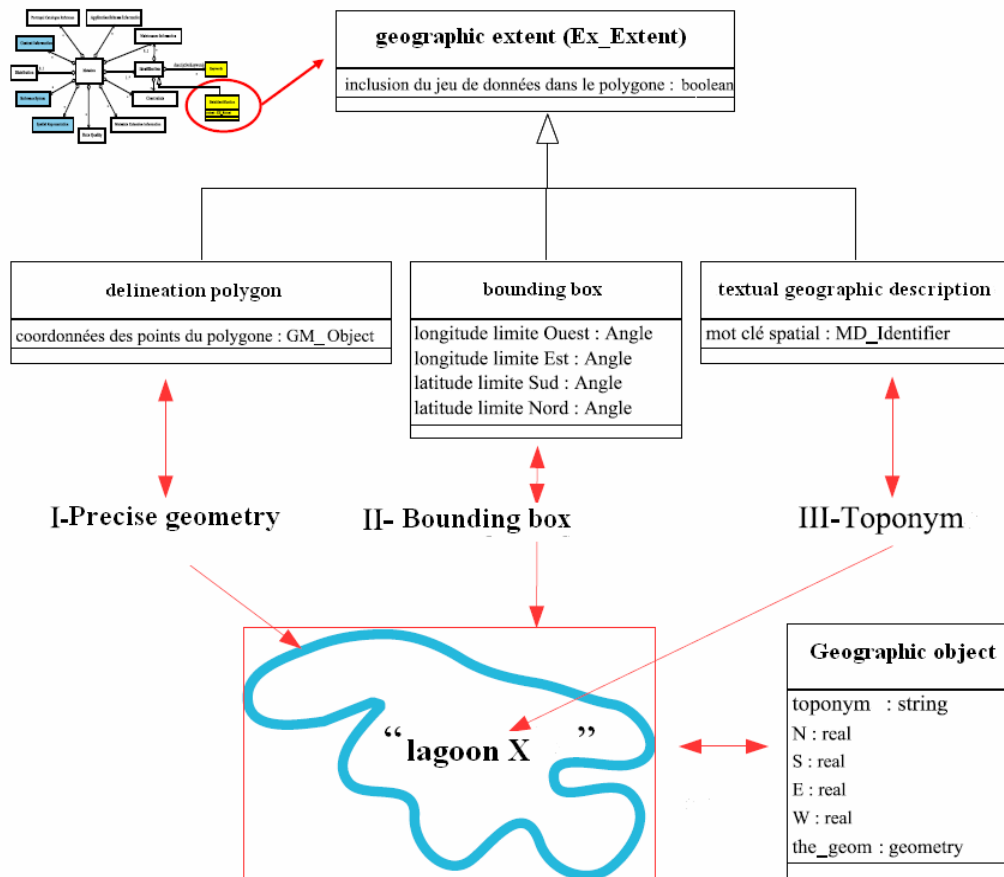 geographic extent (Ex_Extent)
inclusion du jeu de données dans le polygone : boolean
delineation polygon
coordonnées des points du polygone : GM_Object
bounding box
longitude limite Ouest : Angle
longitude limite Est : Angle
latitude limite Sud : Angle
latitude limite Nord : Angle
textual geographic description
mot clé spatial : MD_Identifier
I-Precise geometry
II- Bounding box
III-Toponym
“lagoon X ”
Geographic object
toponym : string
N : real
S : real
E : real
W : real
the_geom : geometry